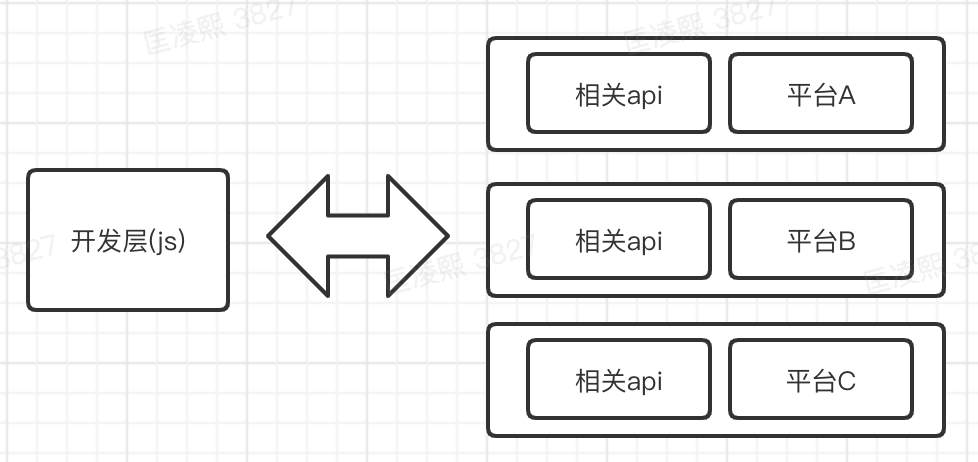 匡凌熙 3827
匡凌熙 3827
相关api
平台A
开发层(js)
相关api
平台B
3827
匡凌熙 3827
匡凌熙 38
相关api
平台C